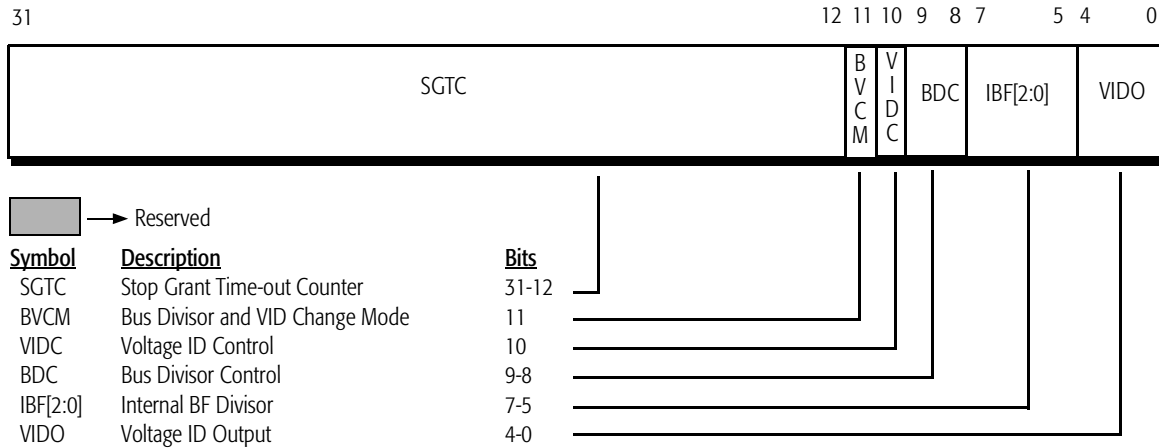 31 12 11 10 9 8 7 5 4 0
SGTC
BVCM
VIDC
BDC
IBF[2:0]
VIDO
Reserved
Symbol Description Bits
SGTC Stop Grant Time-out Counter 31-12
BVCM Bus Divisor and VID Change Mode 11
VIDC Voltage ID Control 10
BDC Bus Divisor Control 9-8
IBF[2:0] Internal BF Divisor 7-5
VIDO Voltage ID Output 4-0